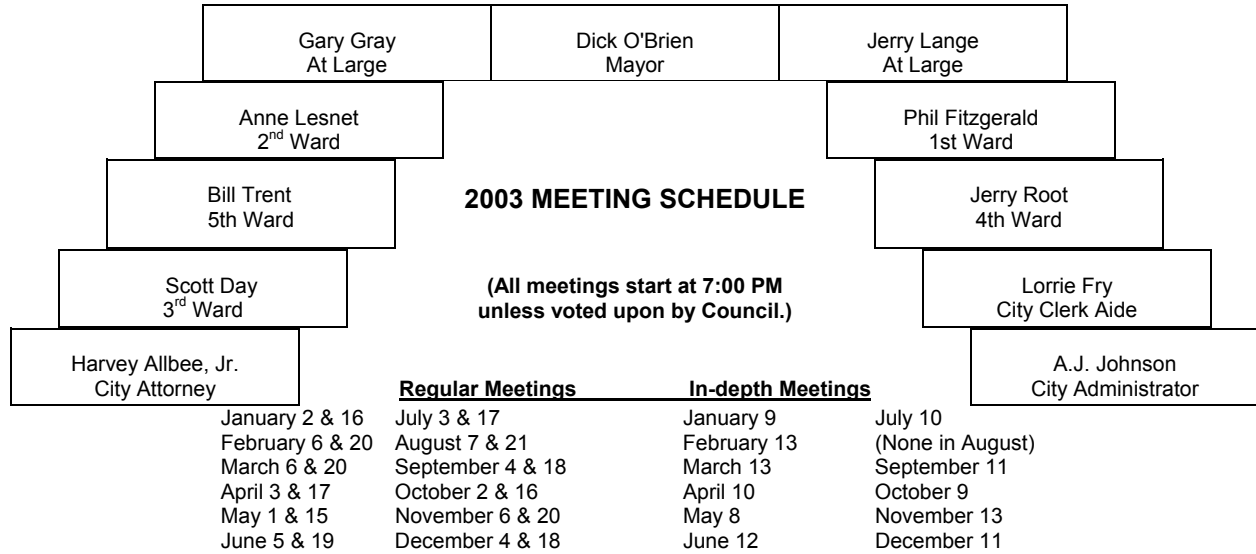 Gary Gray
At Large
Dick O'Brien
Mayor
Jerry Lange
At Large
Anne Lesnet
2nd Ward
Phil Fitzgerald
1st Ward
Bill Trent
5th Ward
2003 MEETING SCHEDULE
Jerry Root
4th Ward
Scott Day
3rd Ward
(All meetings start at 7:00 PM
unless voted upon by Council.)
Lorrie Fry
City Clerk Aide
Harvey Allbee, Jr.
City Attorney
A.J. Johnson
City Administrator
Regular Meetings In-depth Meetings
January 2 & 16 July 3 & 17 January 9 July 10
February 6 & 20 August 7 & 21 February 13 (None in August)
March 6 & 20 September 4 & 18 March 13 September 11
April 3 & 17 October 2 & 16 April 10 October 9
May 1 & 15 November 6 & 20 May 8 November 13
June 5 & 19 December 4 & 18 June 12 December 11